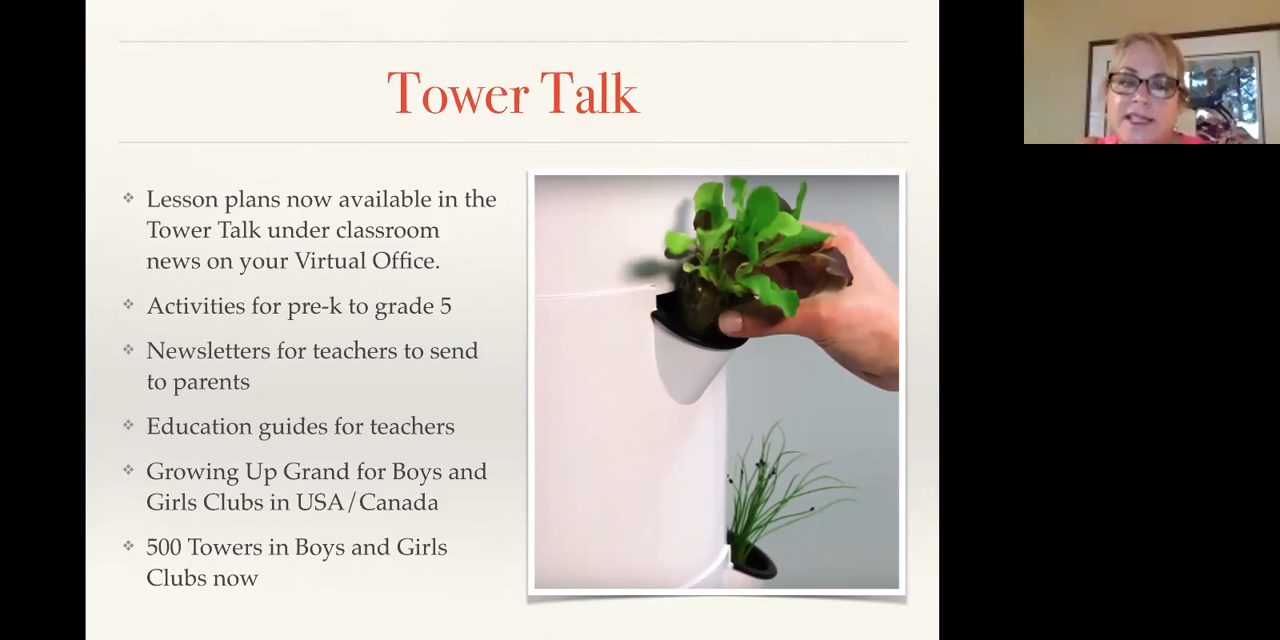 Tower Talk
Lesson plans now available in the
Tower Talk under classroom
news on your Virtual Office.
Activities for pre-k to grade 5
Newsletters for teachers to send
to parents
Education guides for teachers
Growing Up Grand for Boys and
Girls Clubs in USA/Canada
500 Towers in Boys and Girls
Clubs now